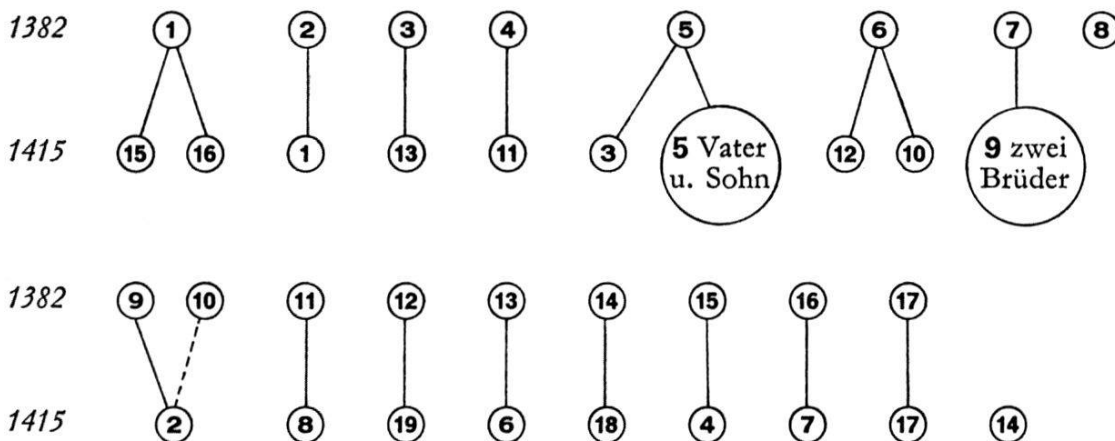 1382 1 2 3 4 5 6 7 8
1415 15 16 1 13 11 3 5 Vater 12 10 9 zwei
u. Sohn Brüder
1382 9 10 11 12 13 14 15 16 17
1415 2 8 19 6 18 4 7 17 14